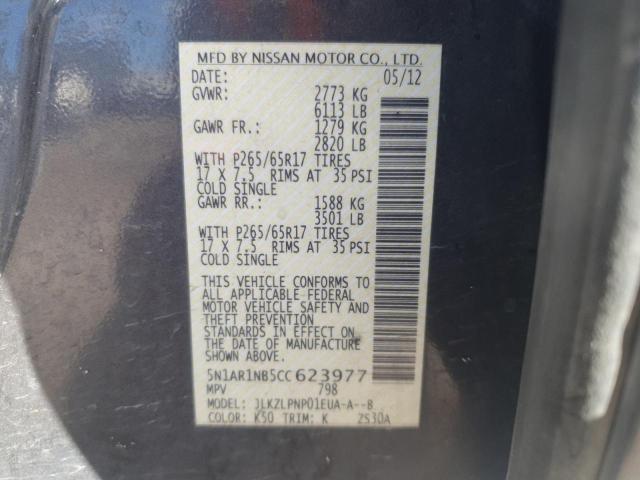 MFD BY NISSAN MOTOR CO., LTD.
DATE: 05/12
GVWR: 2773 KG
6113 LB
GAWR FR.: 1279 KG
2820 LB
WITH P265/65R17 TIRES
17 X 7.5 RIMS AT 35 PSI
COLD SINGLE
GAWR RR.: 1588 KG
3501 LB
WITH P265/65R17 TIRES
17 X 7.5 RIMS AT 35 PSI
COLD SINGLE
THIS VEHICLE CONFORMS TO
ALL APPLICABLE FEDERAL
MOTOR VEHICLE SAFETY AND
THEFT PREVENTION
STANDARDS IN EFFECT ON
THE DATE OF MANUFACTURE
SHOWN ABOVE.
5N1AR1NB5CC 623977
MPV 798
MODEL: JLKZLPNP01EUA-A--B
COLOR: K50 TRIM: K 2S30A